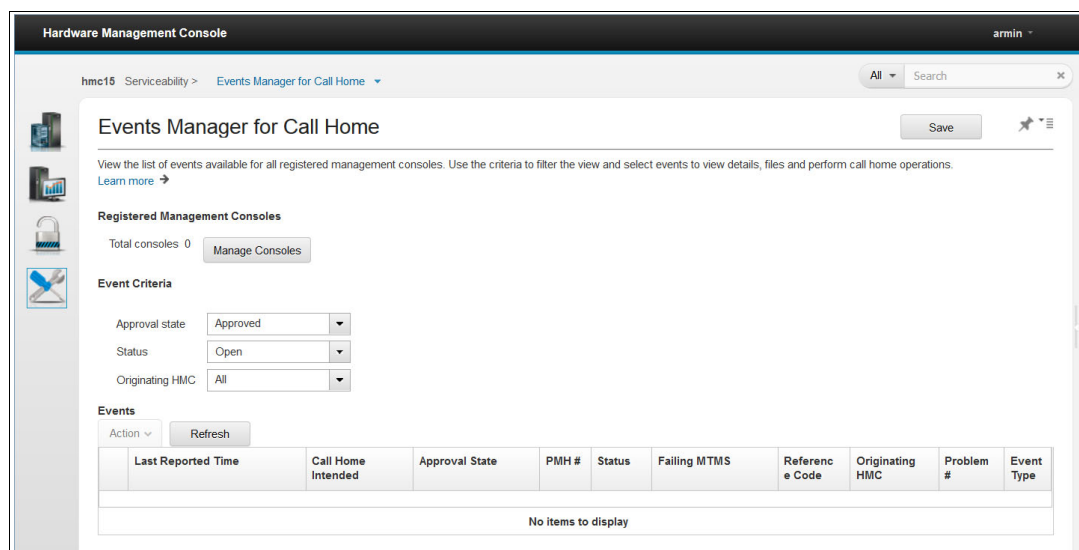 Hardware Management Console armin
hmc15 Serviceability > Events Manager for Call Home All Search
Events Manager for Call Home Save
View the list of events available for all registered management consoles. Use the criteria to filter the view and select events to view details, files and perform call home operations.
Learn more →
Registered Management Consoles
Total consoles 0 Manage Consoles
Event Criteria
Approval state Approved
Status Open
Originating HMC All
Events
Action Refresh
Last Reported Time Call Home Intended Approval State PMH # Status Failing MTMS Referenc e Code Originating HMC Problem # Event Type
No items to display